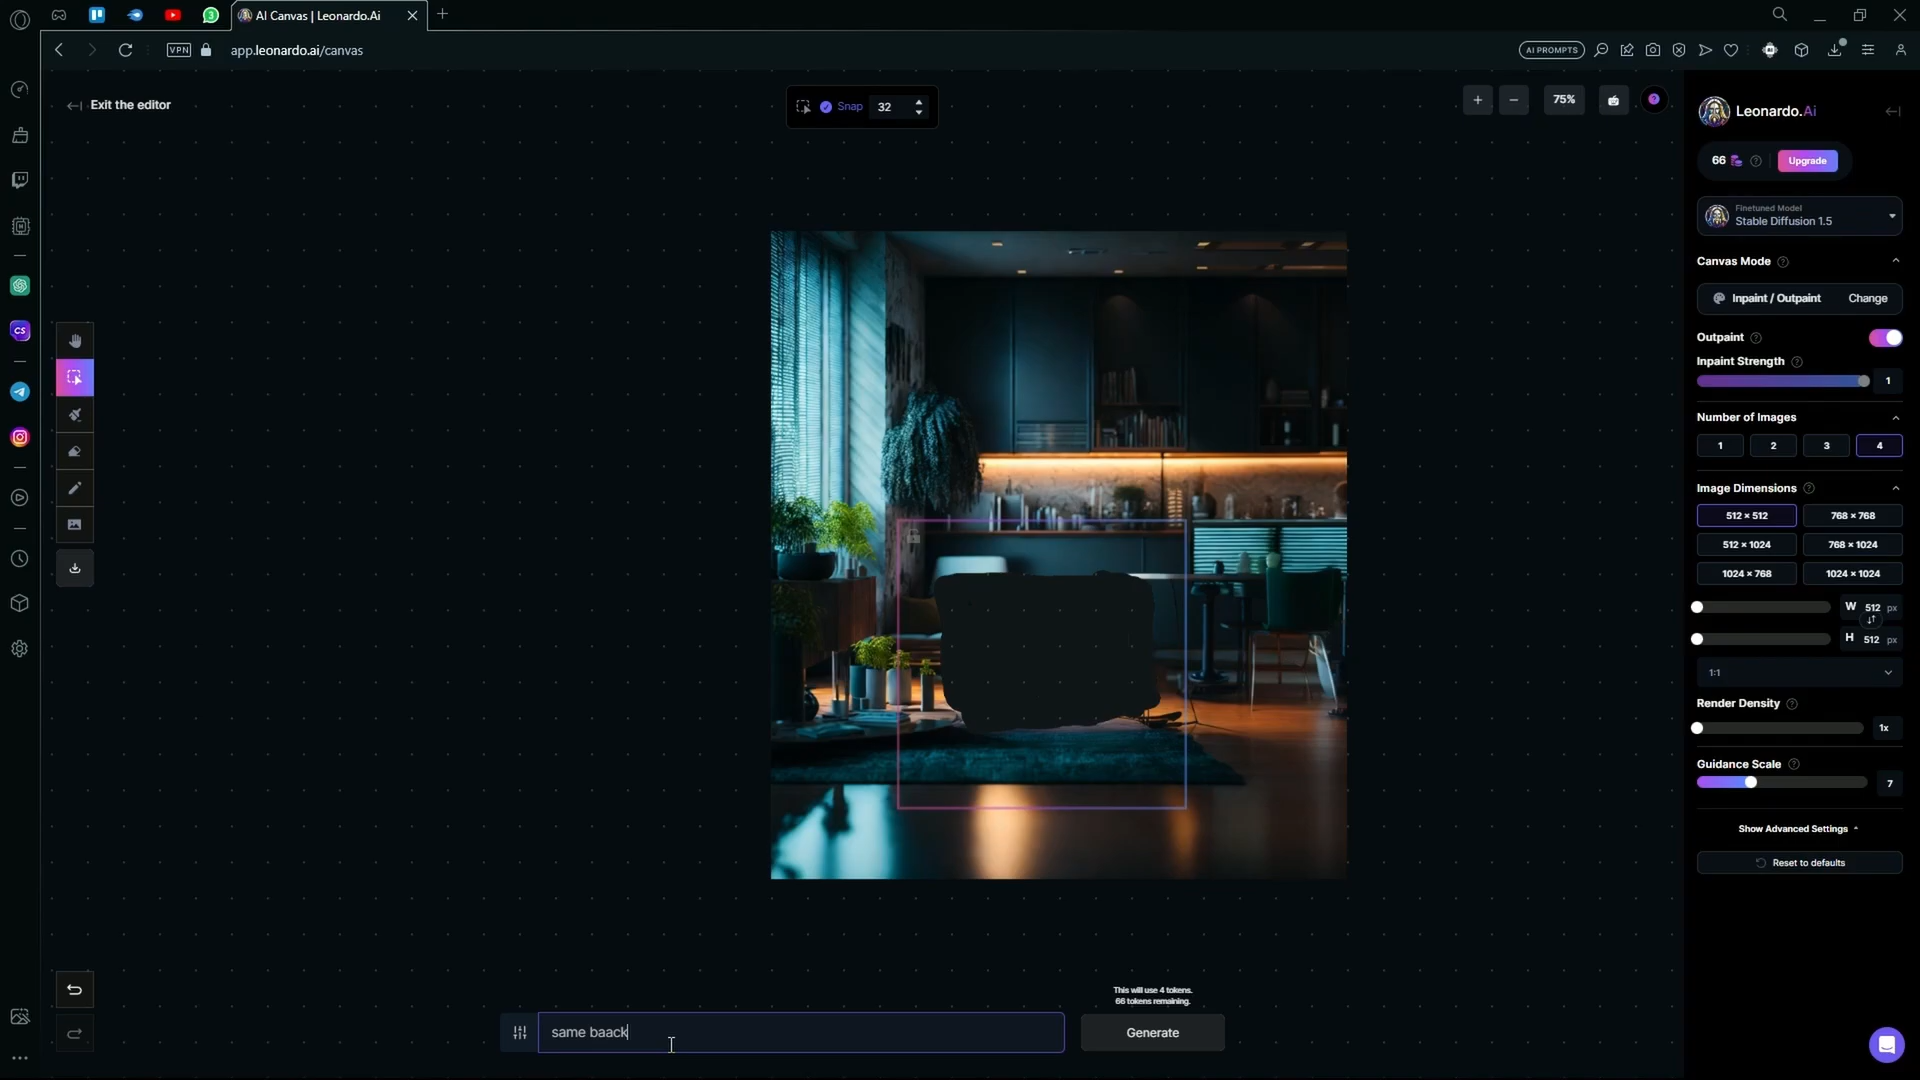 3
AI Canvas | Leonardo.Ai
VPN
app.leonardo.ai/canvas
AI PROMPTS
Exit the editor
Snap
32
75%
Leonardo.Ai
66
Upgrade
Finetuned Model
Stable Diffusion 1.5
Canvas Mode
Inpaint / Outpaint
Change
Outpaint
Inpaint Strength
1
Number of Images
1
2
3
4
Image Dimensions
512 × 512
768 × 768
512 × 1024
768 × 1024
1024 × 768
1024 × 1024
W 512 px
H 512 px
1:1
Render Density
1x
Guidance Scale
7
Show Advanced Settings
Reset to defaults
CS
This will use 4 tokens.
66 tokens remaining.
same baack
Generate